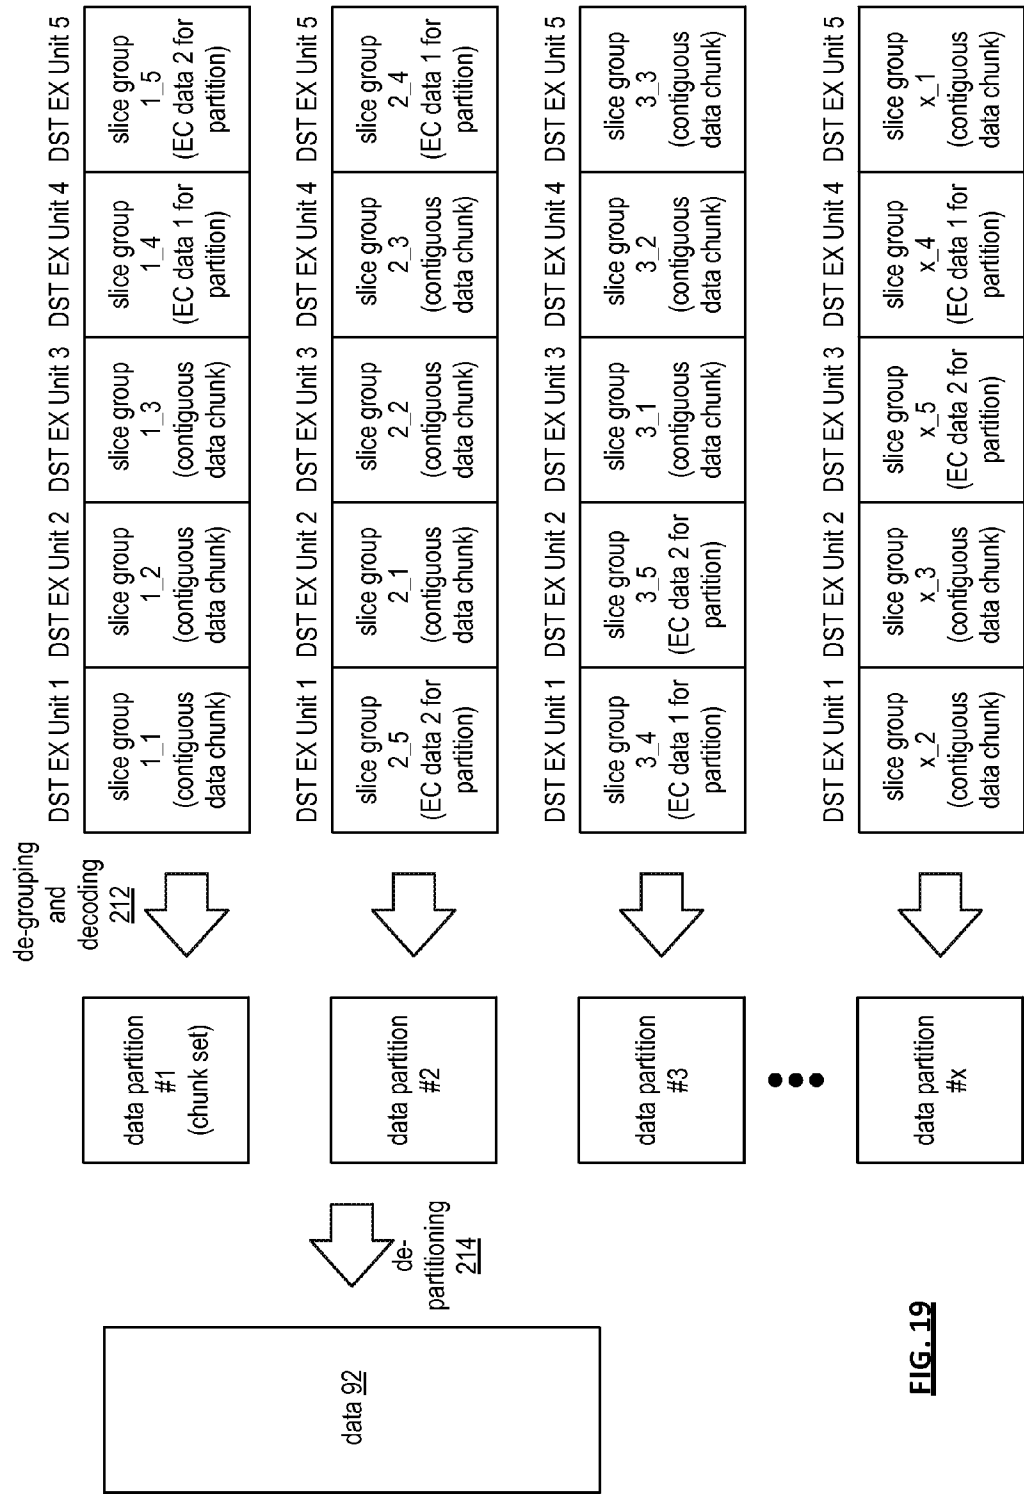 data 92
de-
partitioning
214
de-grouping
and
decoding
212
data partition
#1
(chunk set)
DST EX Unit 1
slice group
1_1
(contiguous
data chunk)
DST EX Unit 2
slice group
1_2
(contiguous
data chunk)
DST EX Unit 3
slice group
1_3
(contiguous
data chunk)
DST EX Unit 4
slice group
1_4
(EC data 1 for
partition)
DST EX Unit 5
slice group
1_5
(EC data 2 for
partition)
data partition
#2
DST EX Unit 1
slice group
2_5
(EC data 2 for
partition)
DST EX Unit 2
slice group
2_1
(contiguous
data chunk)
DST EX Unit 3
slice group
2_2
(contiguous
data chunk)
DST EX Unit 4
slice group
2_3
(contiguous
data chunk)
DST EX Unit 5
slice group
2_4
(EC data 1 for
partition)
data partition
#3
DST EX Unit 1
slice group
3_4
(EC data 1 for
partition)
DST EX Unit 2
slice group
3_5
(EC data 2 for
partition)
DST EX Unit 3
slice group
3_1
(contiguous
data chunk)
DST EX Unit 4
slice group
3_2
(contiguous
data chunk)
DST EX Unit 5
slice group
3_3
(contiguous
data chunk)
data partition
#x
DST EX Unit 1
slice group
x_2
(contiguous
data chunk)
DST EX Unit 2
slice group
x_3
(contiguous
data chunk)
DST EX Unit 3
slice group
x_5
(EC data 2 for
partition)
DST EX Unit 4
slice group
x_4
(EC data 1 for
partition)
DST EX Unit 5
slice group
x_1
(contiguous
data chunk)
FIG. 19